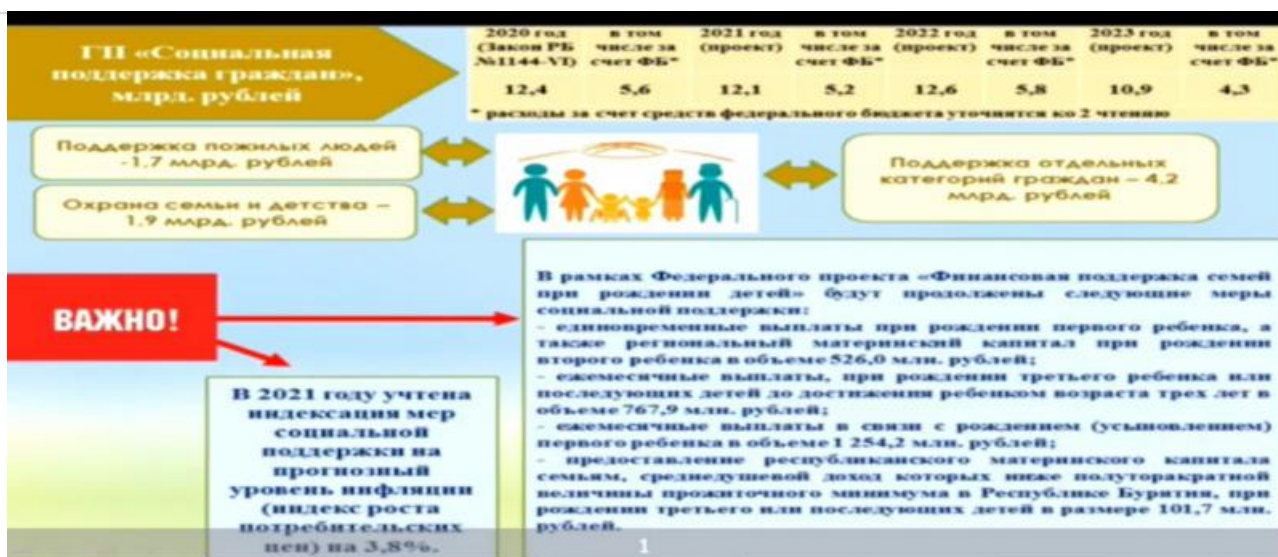 ГП «Социальная
поддержка граждан»,
млрд. рублей
2020 год
(Закон РБ
№1144-VI)
в том
числе за
счет ФБ*
2021 год
(проект)
в том
числе за
счет ФБ*
2022 год
(проект)
в том
числе за
счет ФБ*
2023 год
(проект)
в том
числе за
счет ФБ*
12,4 5,6 12,1 5,2 12,6 5,8 10,9 4,3
* расходы за счет средств федерального бюджета уточнятся ко 2 чтению
Поддержка пожилых людей
-1.7 млрд. рублей
Охрана семьи и детства –
1.9 млрд. рублей
Поддержка отдельных
категорий граждан – 4.2
млрд. рублей
ВАЖНО!
В 2021 году учтена
индексация мер
социальной
поддержки на
прогнозный
уровень инфляции
(индекс роста
потребительских
цен) на 3,8%.
В рамках Федерального проекта «Финансовая поддержка семей
при рождении детей» будут продолжены следующие меры
социальной поддержки:
- единовременные выплаты при рождении первого ребенка, а
также региональный материнский капитал при рождении
второго ребенка в объеме 526,0 млн. рублей;
- ежемесячные выплаты, при рождении третьего ребенка или
последующих детей до достижения ребенком возраста трех лет в
объеме 767,9 млн. рублей;
- ежемесячные выплаты в связи с рождением (усыновлением)
первого ребенка в объеме 1 254,2 млн. рублей;
- предоставление республиканского материнского капитала
семьям, среднедушевой доход которых ниже полуторакратной
величины прожиточного минимума в Республике Бурятия, при
рождении третьего или последующих детей в размере 101,7 млн.
рублей.
1